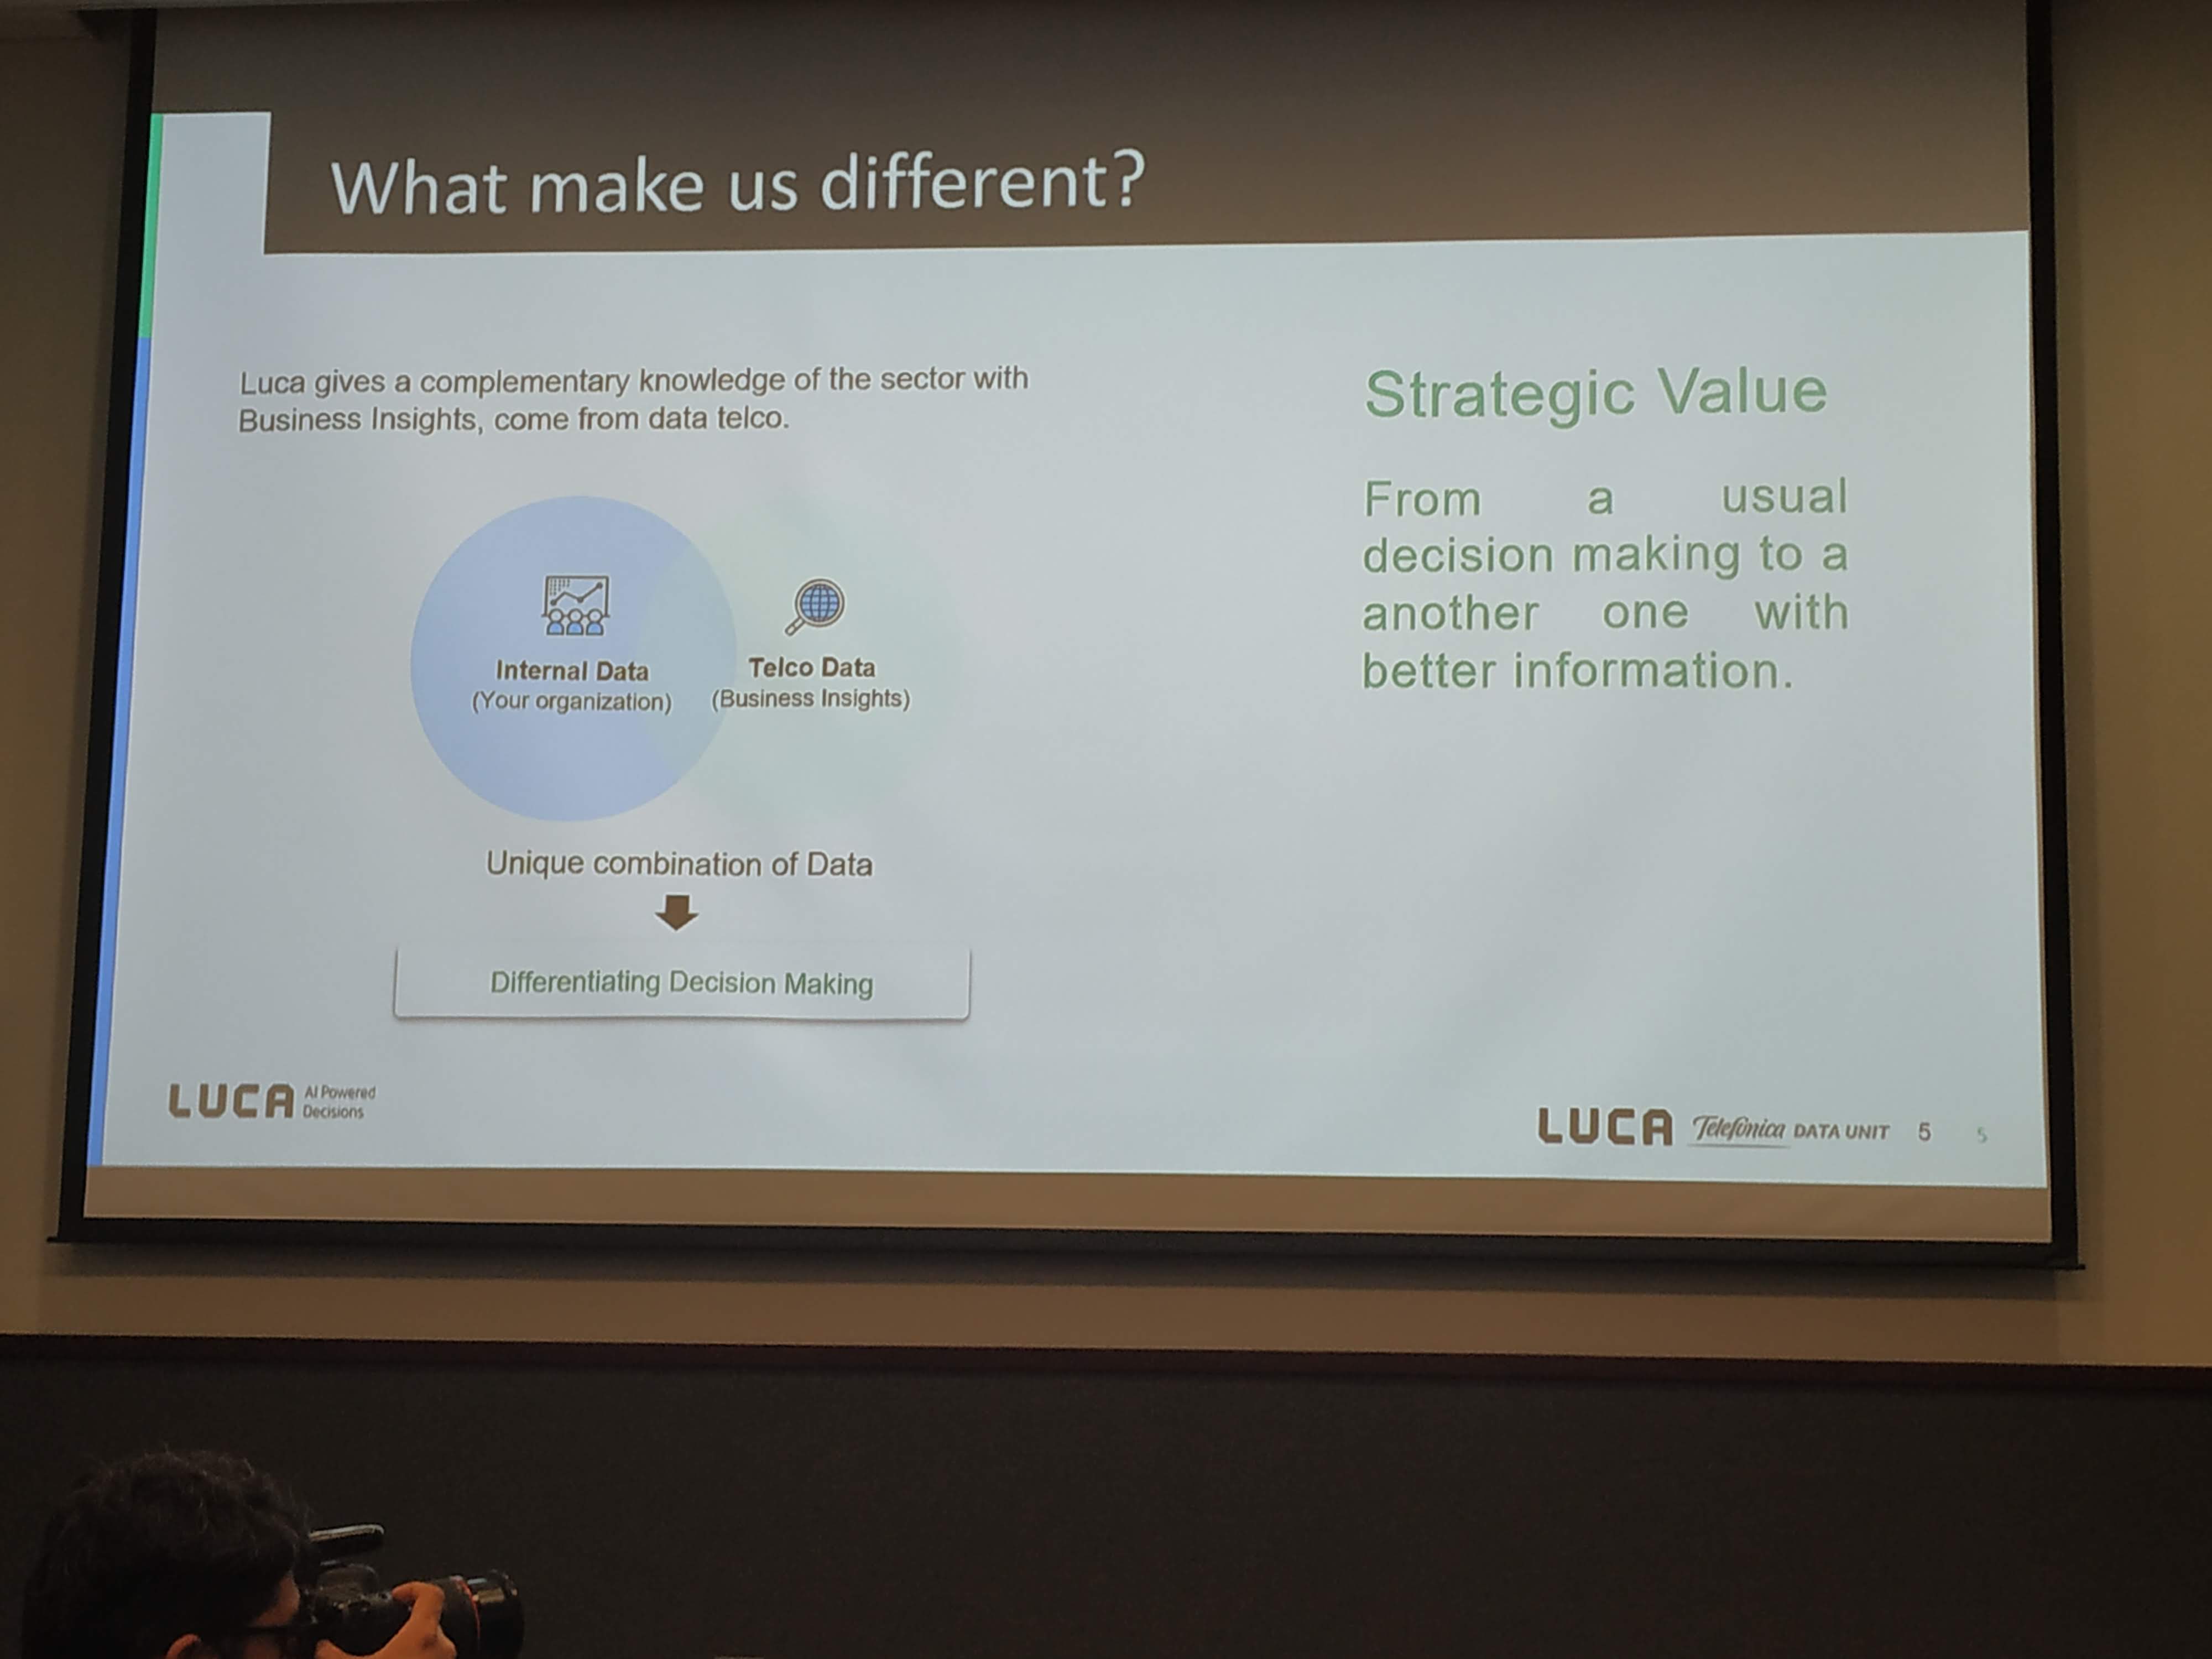 What make us different?
Luca gives a complementary knowledge of the sector with
Business Insights, come from data telco.
Internal Data
(Your organization)
Telco Data
(Business Insights)
Unique combination of Data
Differentiating Decision Making
Strategic Value
From a usual
decision making to a
another one with
better information.
LUCA AI Powered
Decisions
LUCA Telefónica DATA UNIT 5 5